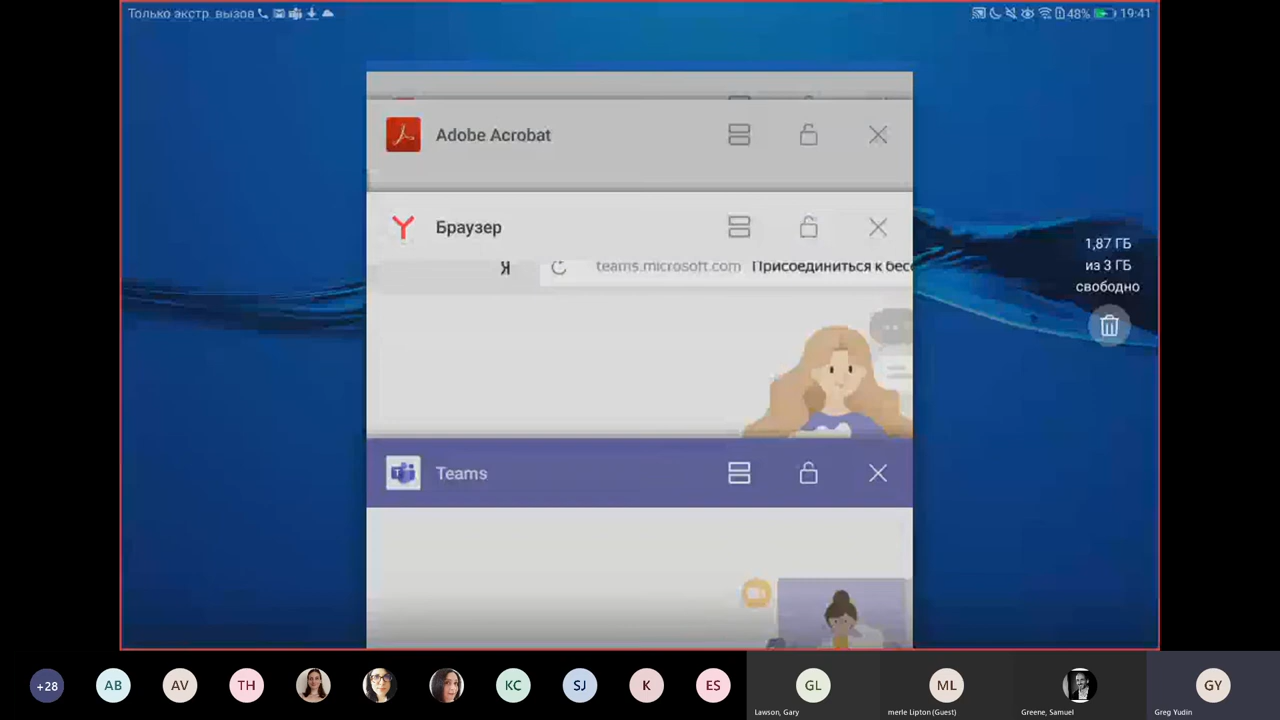 Только экстр. вызов
48% 19:41
Adobe Acrobat
Браузер
Я teams.microsoft.com Присоединиться к бесе
1,87 ГБ
из 3 ГБ
свободно
Teams
+28 AB AV TH KC SJ K ES GL ML GY
Lawson, Gary merle Lipton (Guest) Greene, Samuel Greg Yudin